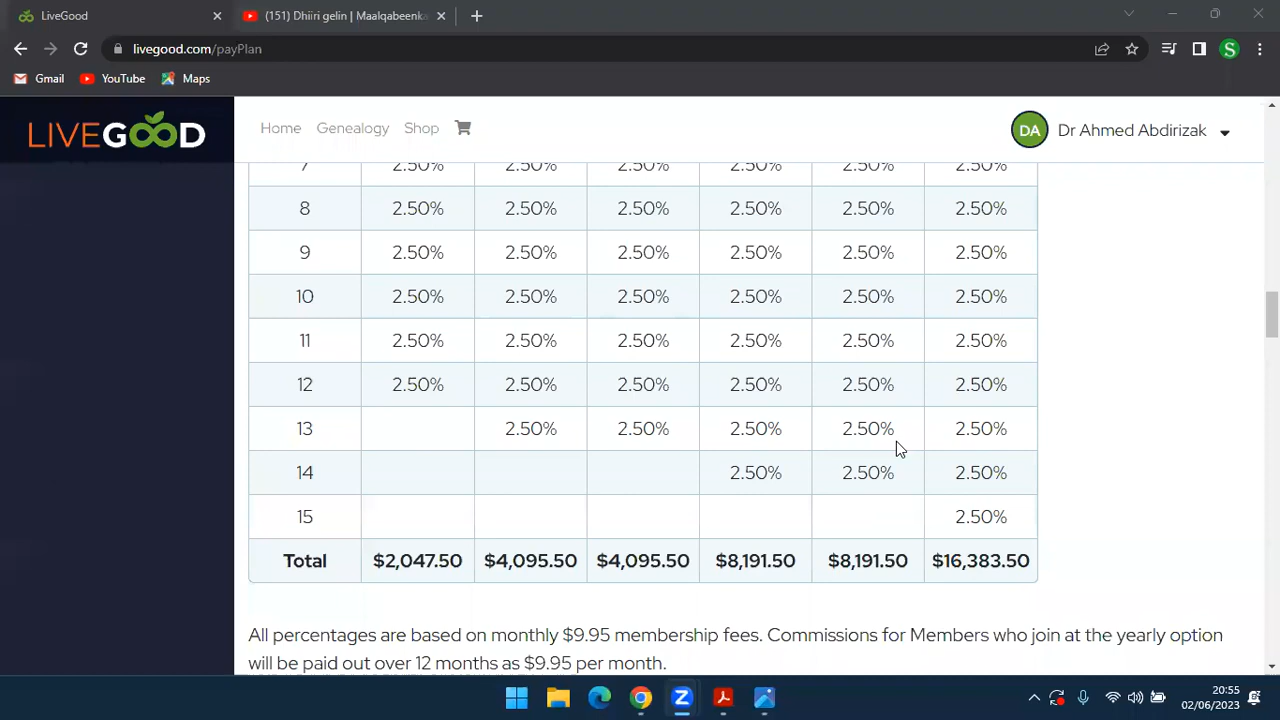 LiveGood
(151) Dhiiri gelin | Maalqabeenka
livegood.com/payPlan
S
Gmail YouTube Maps
LIVEGOOD
Home Genealogy Shop
DA Dr Ahmed Abdirizak
7 2.50% 2.50% 2.50% 2.50% 2.50% 2.50%
8 2.50% 2.50% 2.50% 2.50% 2.50% 2.50%
9 2.50% 2.50% 2.50% 2.50% 2.50% 2.50%
10 2.50% 2.50% 2.50% 2.50% 2.50% 2.50%
11 2.50% 2.50% 2.50% 2.50% 2.50% 2.50%
12 2.50% 2.50% 2.50% 2.50% 2.50% 2.50%
13 2.50% 2.50% 2.50% 2.50% 2.50%
14 2.50% 2.50% 2.50%
15 2.50%
Total $2,047.50 $4,095.50 $4,095.50 $8,191.50 $8,191.50 $16,383.50
All percentages are based on monthly $9.95 membership fees. Commissions for Members who join at the yearly option
will be paid out over 12 months as $9.95 per month.
20:55
02/06/2023